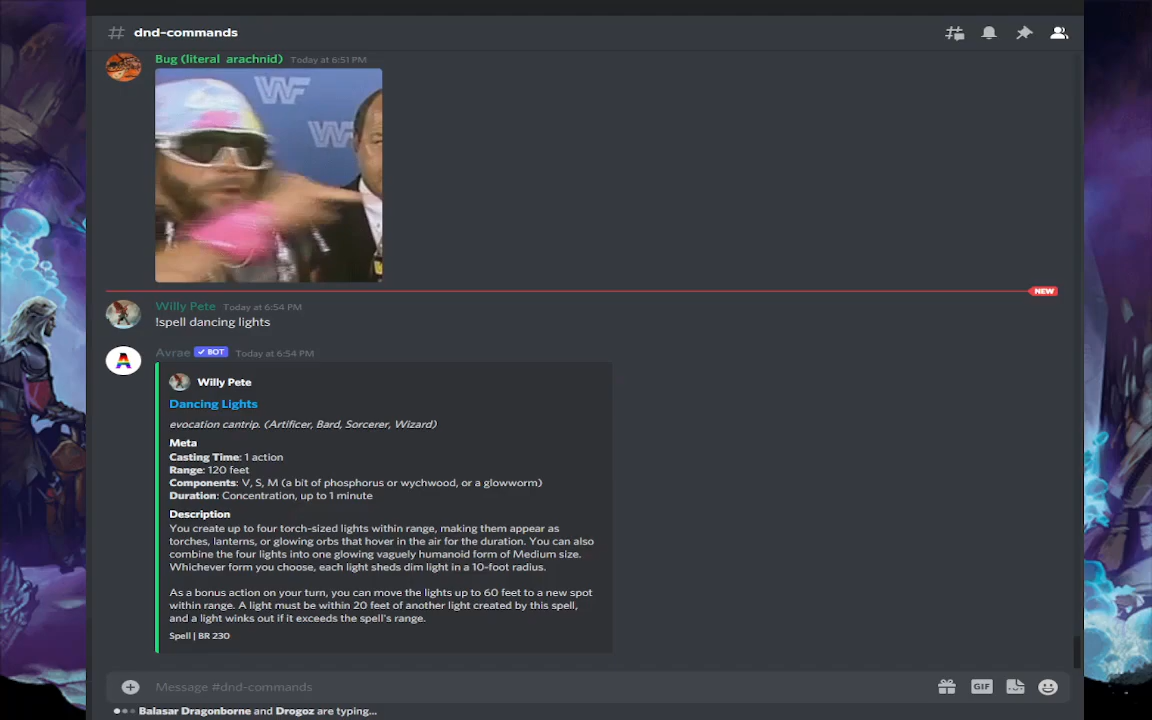 # dnd-commands
Bug (literal arachnid) Today at 6:51 PM
WF
WF
NEW
Willy Pete Today at 6:54 PM
!spell dancing lights
A
Avrae BOT Today at 6:54 PM
Willy Pete
Dancing Lights
evocation cantrip. (Artificer, Bard, Sorcerer, Wizard)
Meta
Casting Time: 1 action
Range: 120 feet
Components: V, S, M (a bit of phosphorus or wychwood, or a glowworm)
Duration: Concentration, up to 1 minute
Description
You create up to four torch-sized lights within range, making them appear as
torches, lanterns, or glowing orbs that hover in the air for the duration. You can also
combine the four lights into one glowing vaguely humanoid form of Medium size.
Whichever form you choose, each light sheds dim light in a 10-foot radius.
As a bonus action on your turn, you can move the lights up to 60 feet to a new spot
within range. A light must be within 20 feet of another light created by this spell,
and a light winks out if it exceeds the spell's range.
Spell | BR 230
Message #dnd-commands
GIF
Balasar Dragonborne and Drogoz are typing...